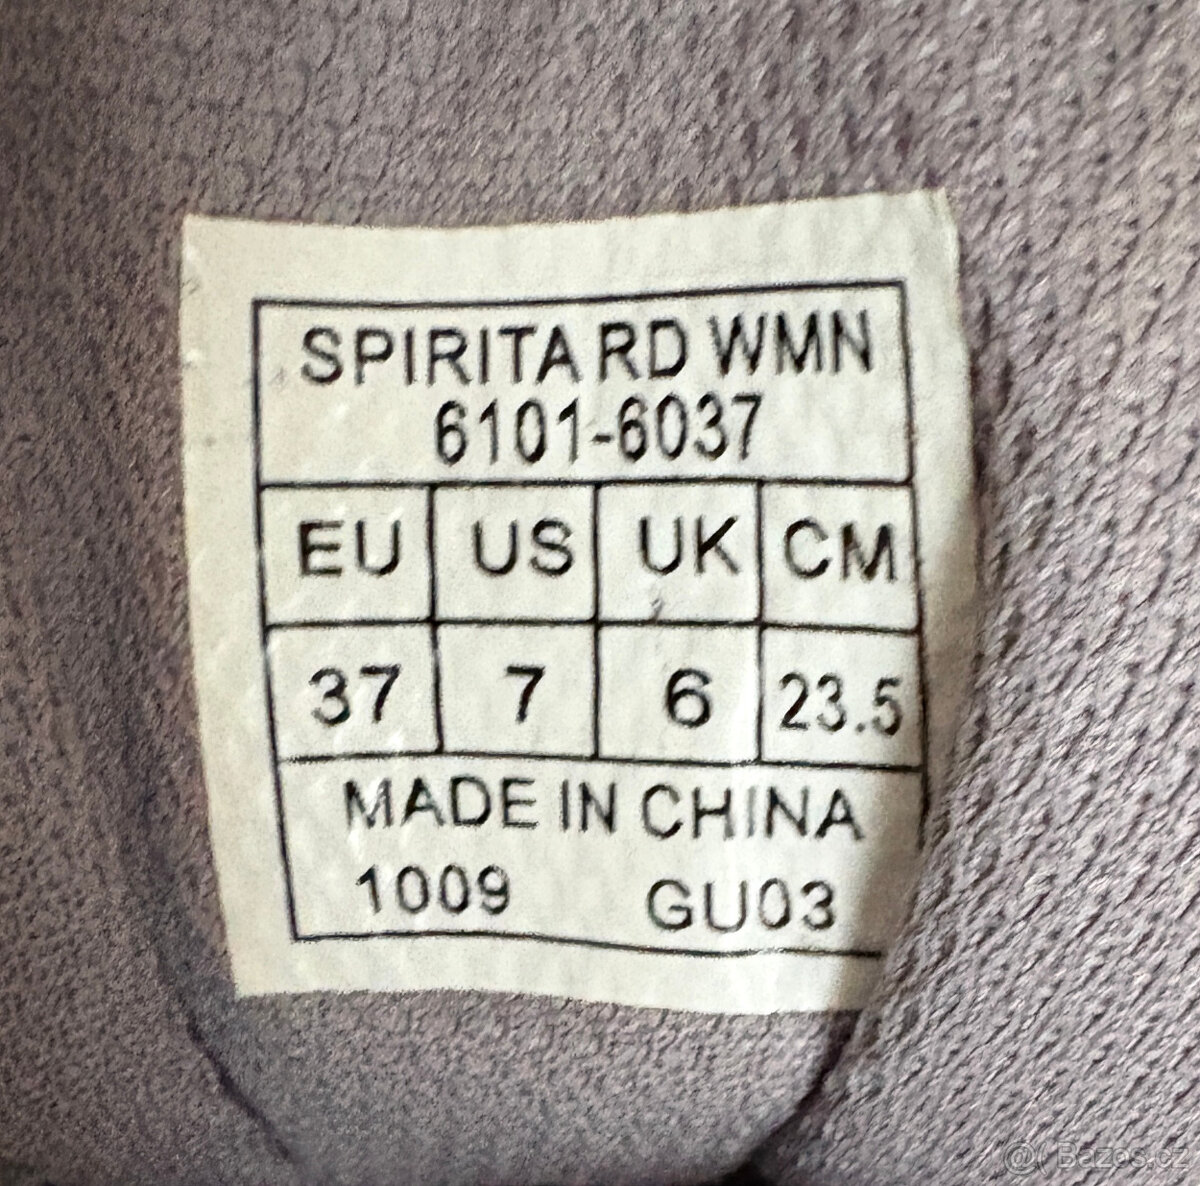 SPIRITA RD WMN
6101-6037
EU US UK CM
37 7 6 23.5
MADE IN CHINA
1009 GU03
@( Bazos.cz